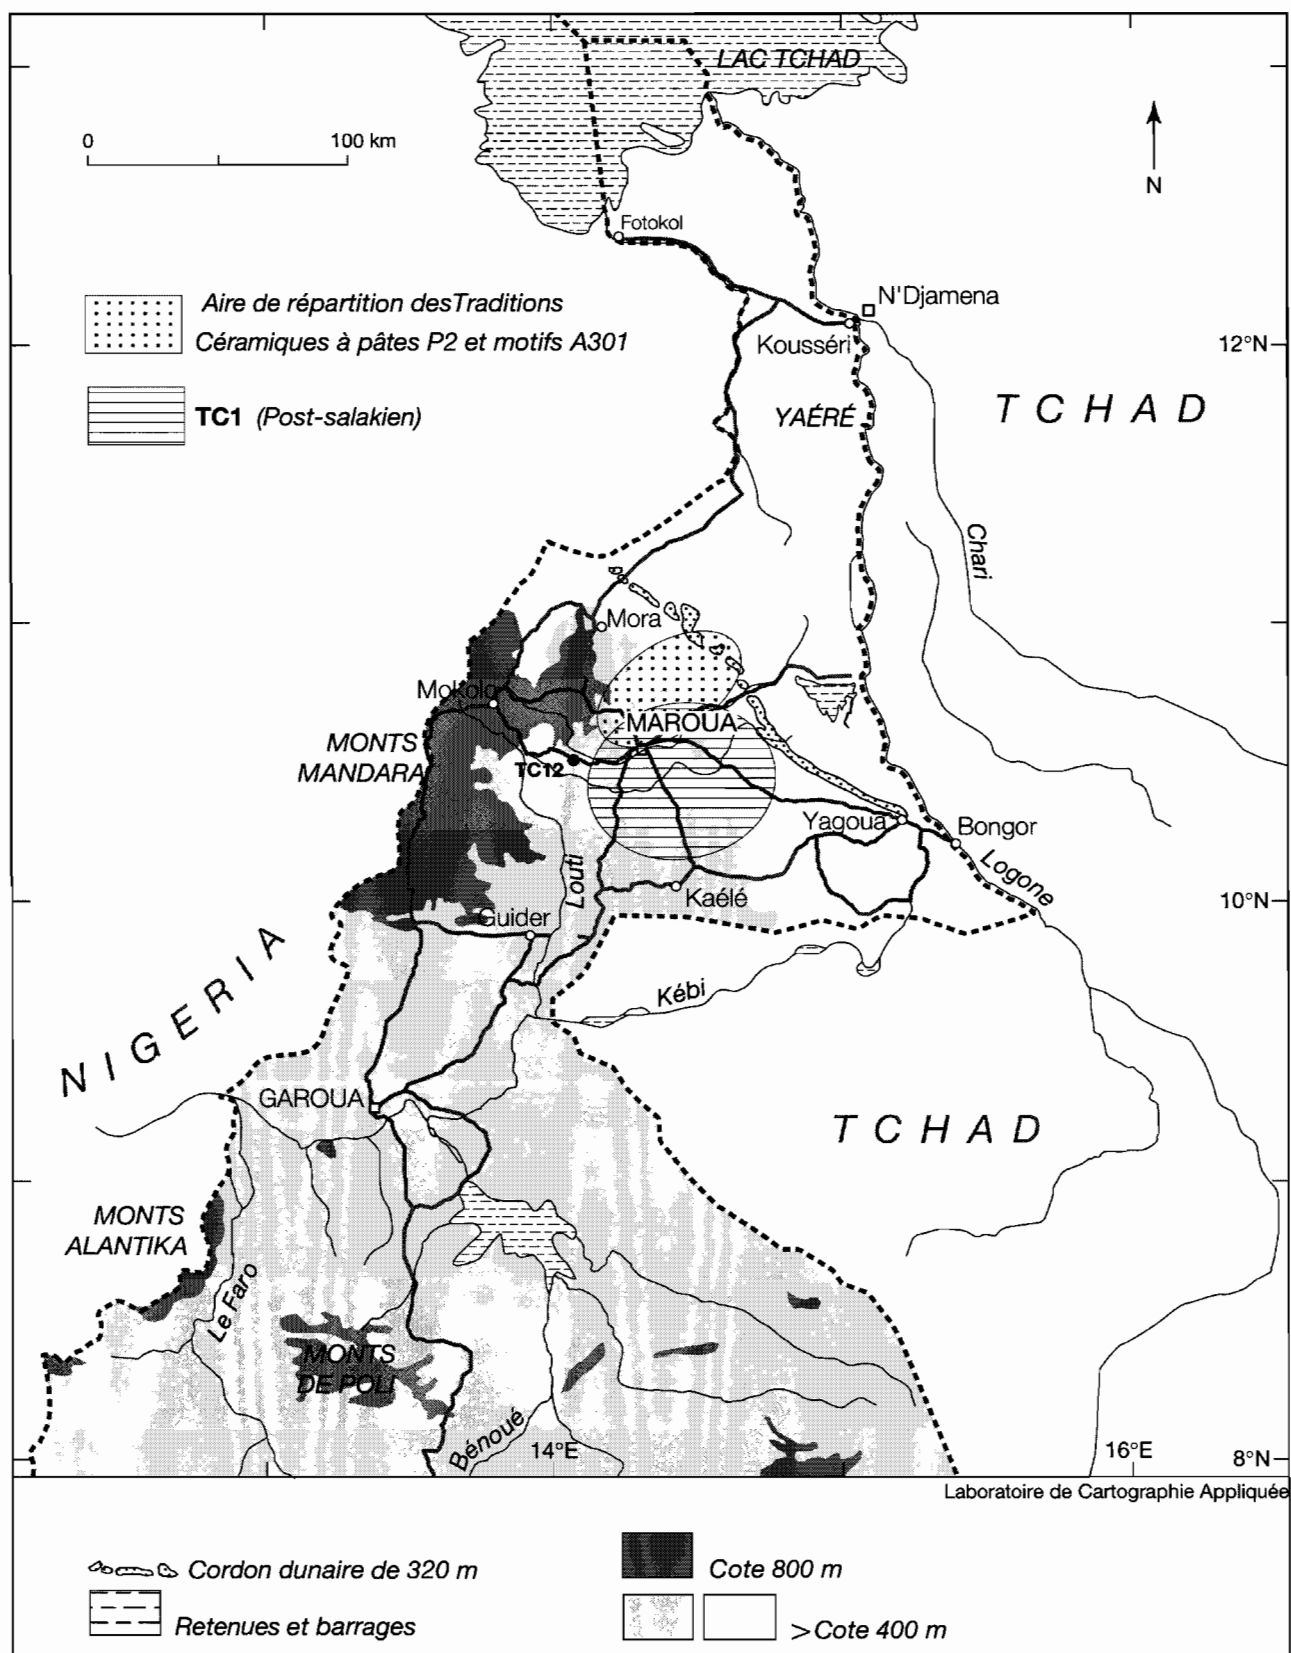 LAC TCHAD
0
100 km
N
Fotokol
Aire de répartition desTraditions
Céramiques à pâtes P2 et motifs A301
TC1 (Post-salakien)
N'Djamena
Kousséri
12°N
YAÉRÉ
TCHAD
Chari
Mora
Mokolo
MAROUA
MONTS
MANDARA
TC12
Yagoua
Bongor
Logone
Louti
Kaélé
10°N
Guider
NIGERIA
Kébi
GAROUA
TCHAD
MONTS
ALANTIKA
Le Faro
MONTS
DE POLI
Bénoué
14°E
16°E
8°N
Laboratoire de Cartographie Appliquée
Cordon dunaire de 320 m
Cote 800 m
Retenues et barrages
>Cote 400 m